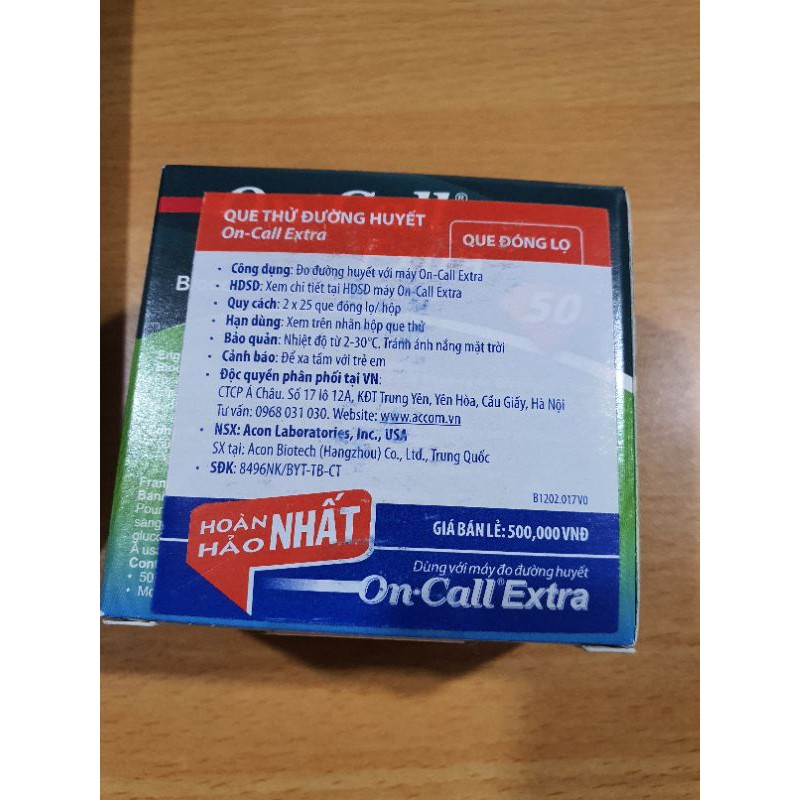 QUE THỬ ĐƯỜNG HUYẾT
On-Call Extra
QUE ĐÓNG LỌ
50
• Công dụng: Đo đường huyết với máy On-Call Extra
• HDSD: Xem chi tiết tại HDSD máy On-Call Extra
• Quy cách: 2 x 25 que đóng lọ/ hộp
• Hạn dùng: Xem trên nhãn hộp que thử
• Bảo quản: Nhiệt độ từ 2-30°C. Tránh ánh nắng mặt trời
• Cảnh báo: Để xa tầm với trẻ em
• Độc quyền phân phối tại VN:
CTCP Á Châu. Số 17 lô 12A, KĐT Trung Yên, Yên Hòa, Cầu Giấy, Hà Nội
Tư vấn: 0968 031 030. Website: www.accom.vn
• NSX: Acon Laboratories, Inc., USA
SX tại: Acon Biotech (Hangzhou) Co., Ltd., Trung Quốc
• SĐK: 8496NK/BYT-TB-CT
B1202.017V0
HOÀN HẢO NHẤT
GIÁ BÁN LẺ: 500,000 VNĐ
Dùng với máy đo đường huyết
On·Call® Extra